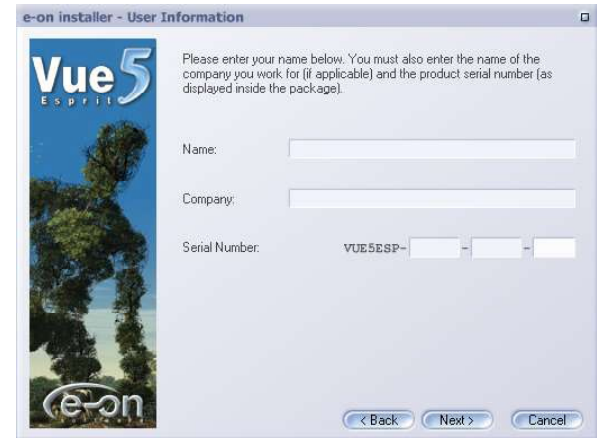 e-on installer - User Information
Vue 5
Esprit
Please enter your name below. You must also enter the name of the
company you work for (if applicable) and the product serial number (as
displayed inside the package).
Name:
Company:
Serial Number: VUE5ESP- - -
e-on
software
< Back Next > Cancel